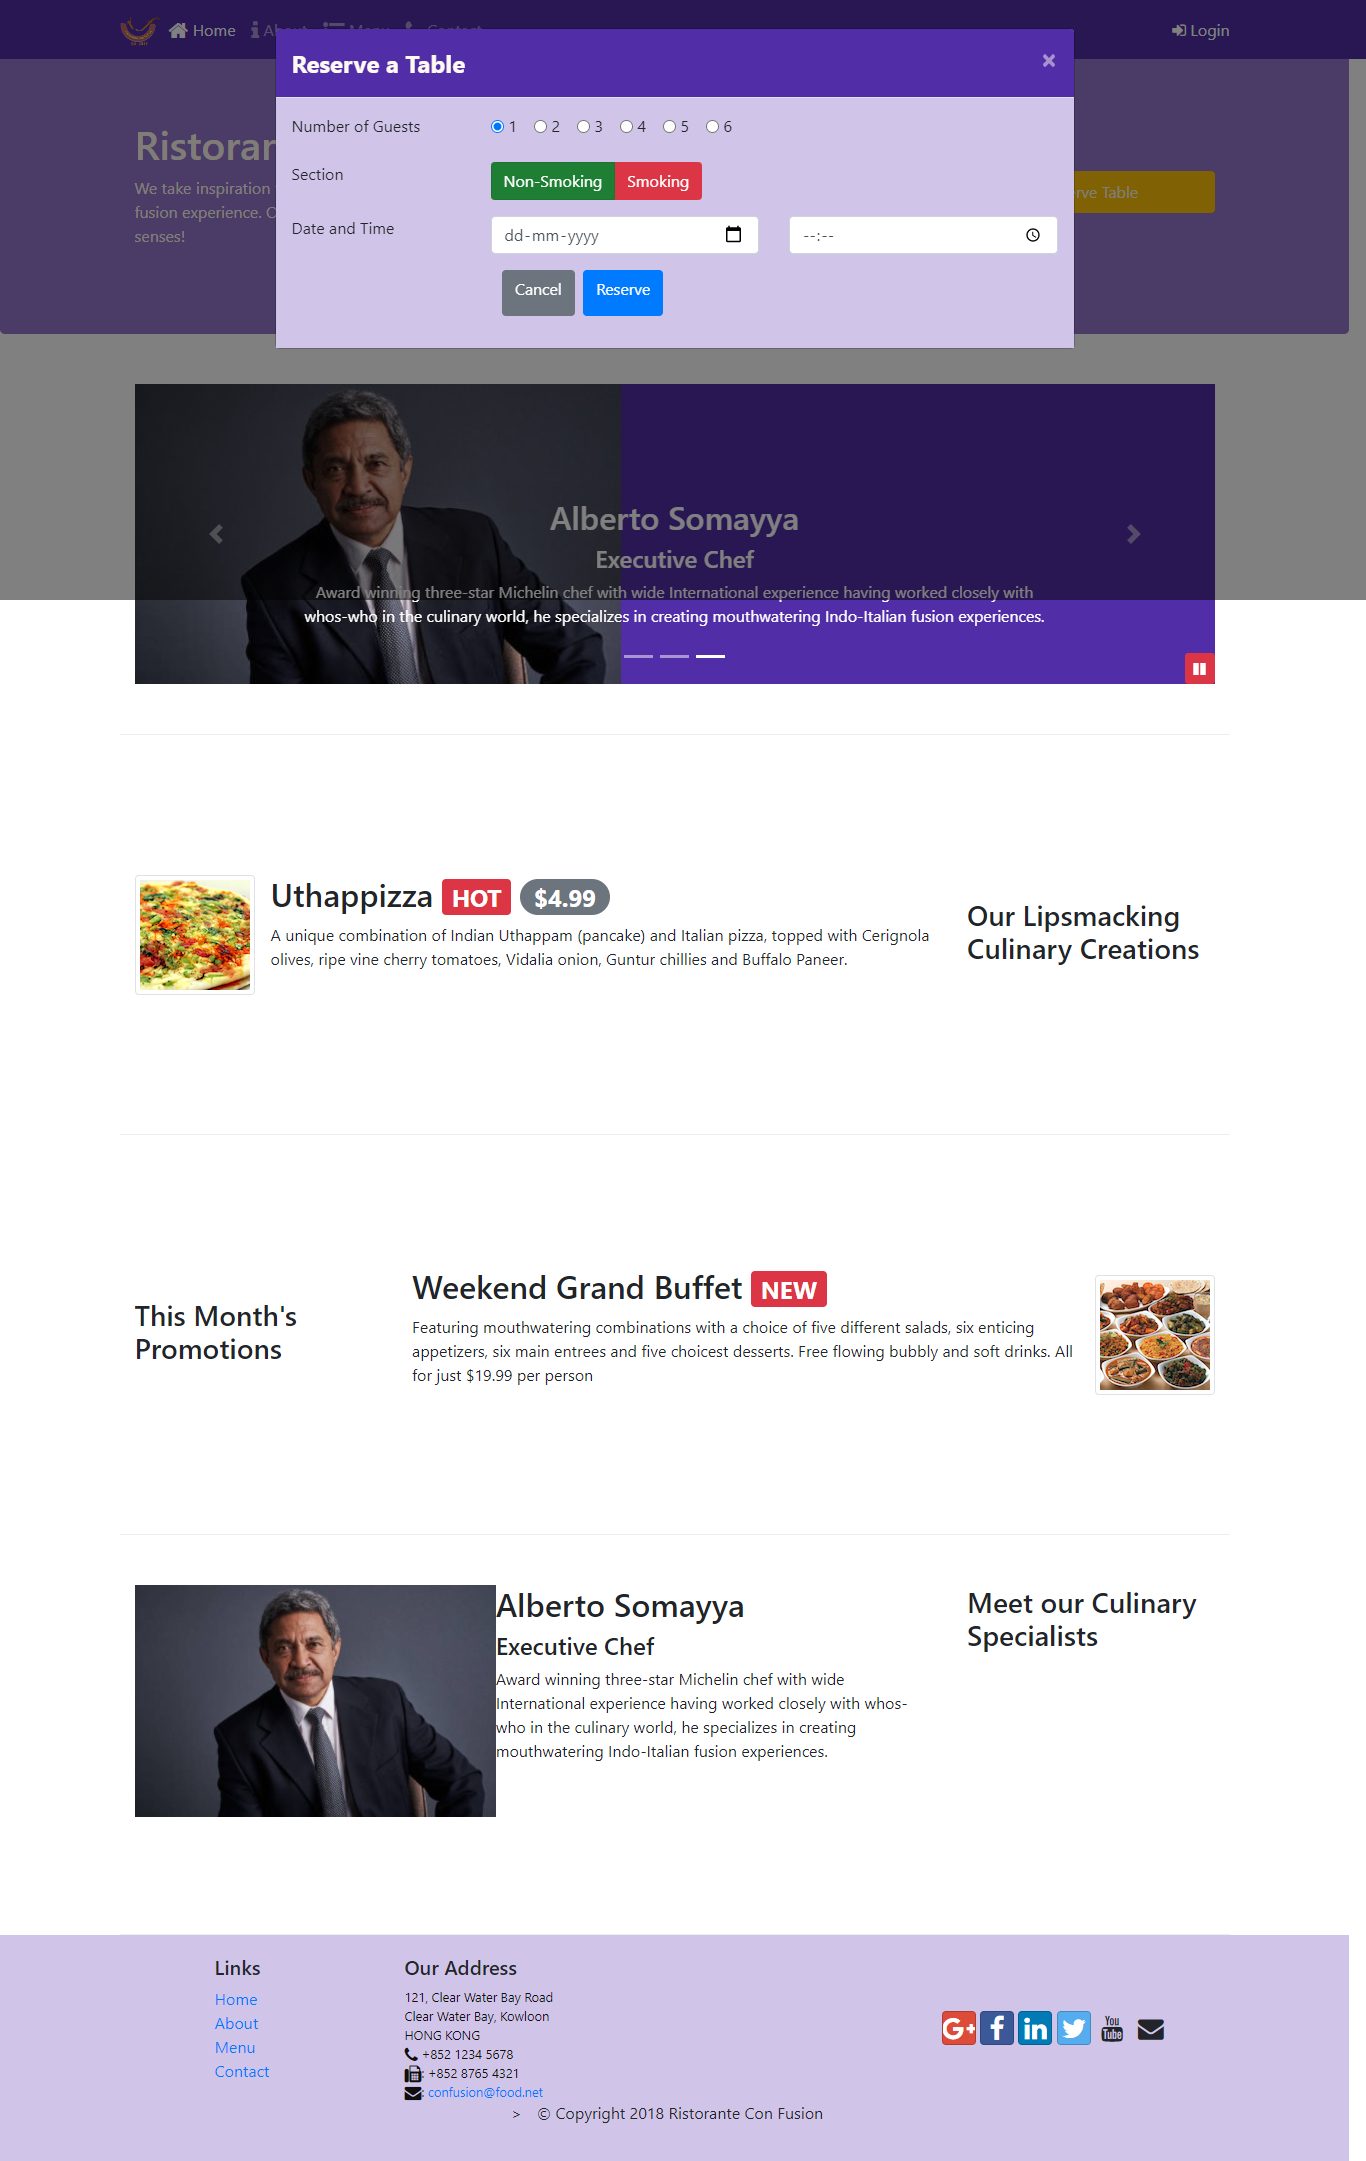 Home
About
Menu
Contact
Login
Reserve a Table
×
Number of Guests
1 2 3 4 5 6
Section
Non-Smoking Smoking
Date and Time
dd-mm-yyyy
--:--
Cancel Reserve
We take inspiration
fusion experience.
senses!
Table
Alberto Somayya
Executive Chef
Award winning three-star Michelin chef with wide International experience having worked closely with
whos-who in the culinary world, he specializes in creating mouthwatering Indo-Italian fusion experiences.
Uthappizza HOT $4.99
A unique combination of Indian Uthappam (pancake) and Italian pizza, topped with Cerignola
olives, ripe vine cherry tomatoes, Vidalia onion, Guntur chillies and Buffalo Paneer.
Our Lipsmacking
Culinary Creations
This Month's
Promotions
Weekend Grand Buffet NEW
Featuring mouthwatering combinations with a choice of five different salads, six enticing
appetizers, six main entrees and five choicest desserts. Free flowing bubbly and soft drinks. All
for just $19.99 per person
Alberto Somayya
Executive Chef
Award winning three-star Michelin chef with wide
International experience having worked closely with whos-
who in the culinary world, he specializes in creating
mouthwatering Indo-Italian fusion experiences.
Meet our Culinary
Specialists
Links
Home
About
Menu
Contact
Our Address
121, Clear Water Bay Road
Clear Water Bay, Kowloon
HONG KONG
+852 1234 5678
: +852 8765 4321
: confusion@food.net
G+ f in You Tube
> © Copyright 2018 Ristorante Con Fusion